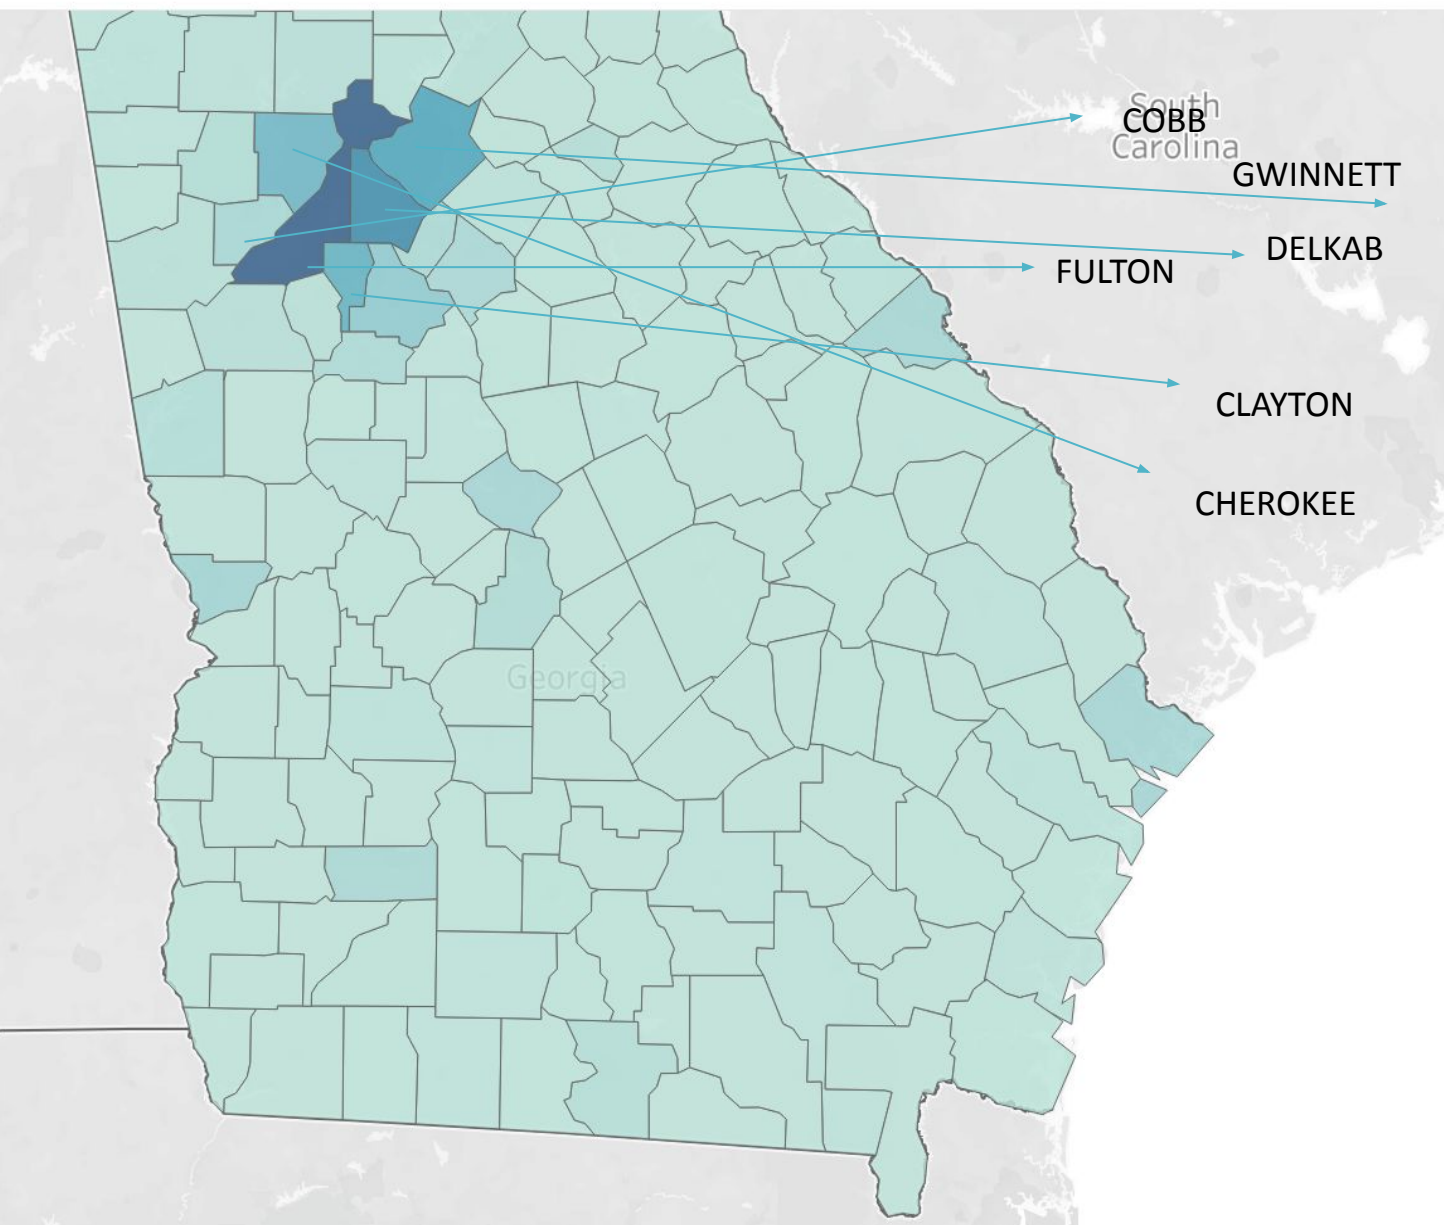 South
Carolina
COBB
GWINNETT
DELKAB
FULTON
CLAYTON
CHEROKEE
Georgia